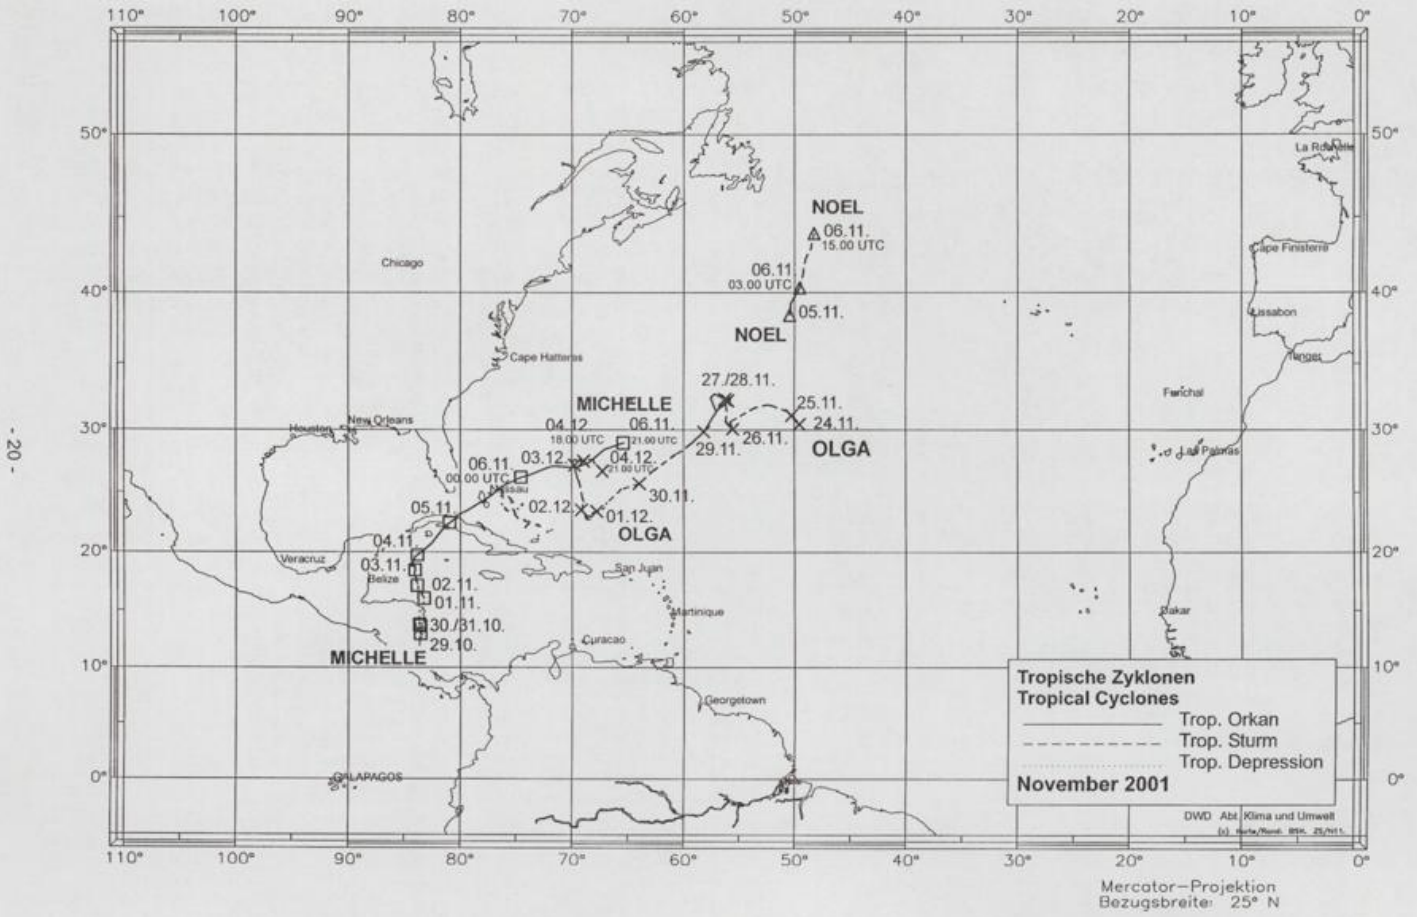 110° 100° 90° 80° 70° 60° 50° 40° 30° 20° 10° 0°
50° 50°
La Rochelle
NOEL
06.11.
15.00 UTC
Cape Finisterre
Chicago
06.11.
03.00 UTC
40° 40°
05.11.
Lissabon
NOEL
Cape Hatteras
Tanger
27./28.11.
Funchal
MICHELLE
25.11.
New Orleans
Houston
04.12.
18.00 UTC
06.11.
21.00 UTC
24.11.
30° 30°
26.11.
29.11.
OLGA
Las Palmas
03.12.
04.12.
21.00 UTC
06.11.
00.00 UTC
Nassau
30.11.
05.11.
02.12.
01.12.
OLGA
04.11.
20° 20°
Veracruz
03.11.
San Juan
Belize
02.11.
01.11.
Martinique
Dakar
30./31.10.
29.10.
Curacao
MICHELLE
10° 10°
Georgetown
Tropische Zyklonen
Tropical Cyclones
Trop. Orkan
Trop. Sturm
Trop. Depression
November 2001
0° 0°
GALAPAGOS
DWD Abt. Klima und Umwelt
110° 100° 90° 80° 70° 60° 50° 40° 30° 20° 10° 0°
Mercator-Projektion
Bezugsbreite: 25° N
- 20 -